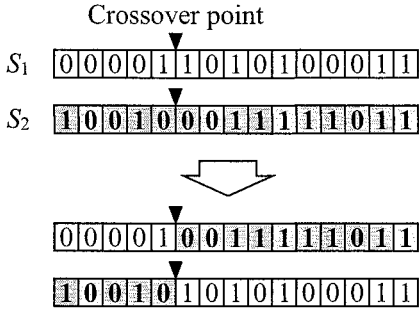 Crossover point
S1 0 0 0 0 1 1 0 1 0 1 0 0 0 1 1
S2 1 0 0 1 0 0 0 1 1 1 1 1 0 1 1
0 0 0 0 1 0 0 1 1 1 1 1 0 1 1
1 0 0 1 0 1 0 1 0 1 0 0 0 1 1